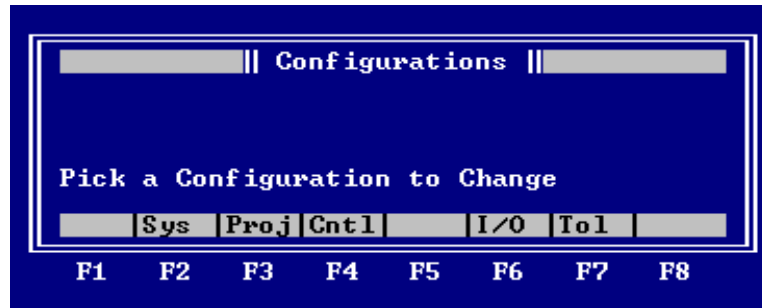 Configurations
Pick a Configuration to Change
Sys Proj Cntl I/O Tol
F1 F2 F3 F4 F5 F6 F7 F8